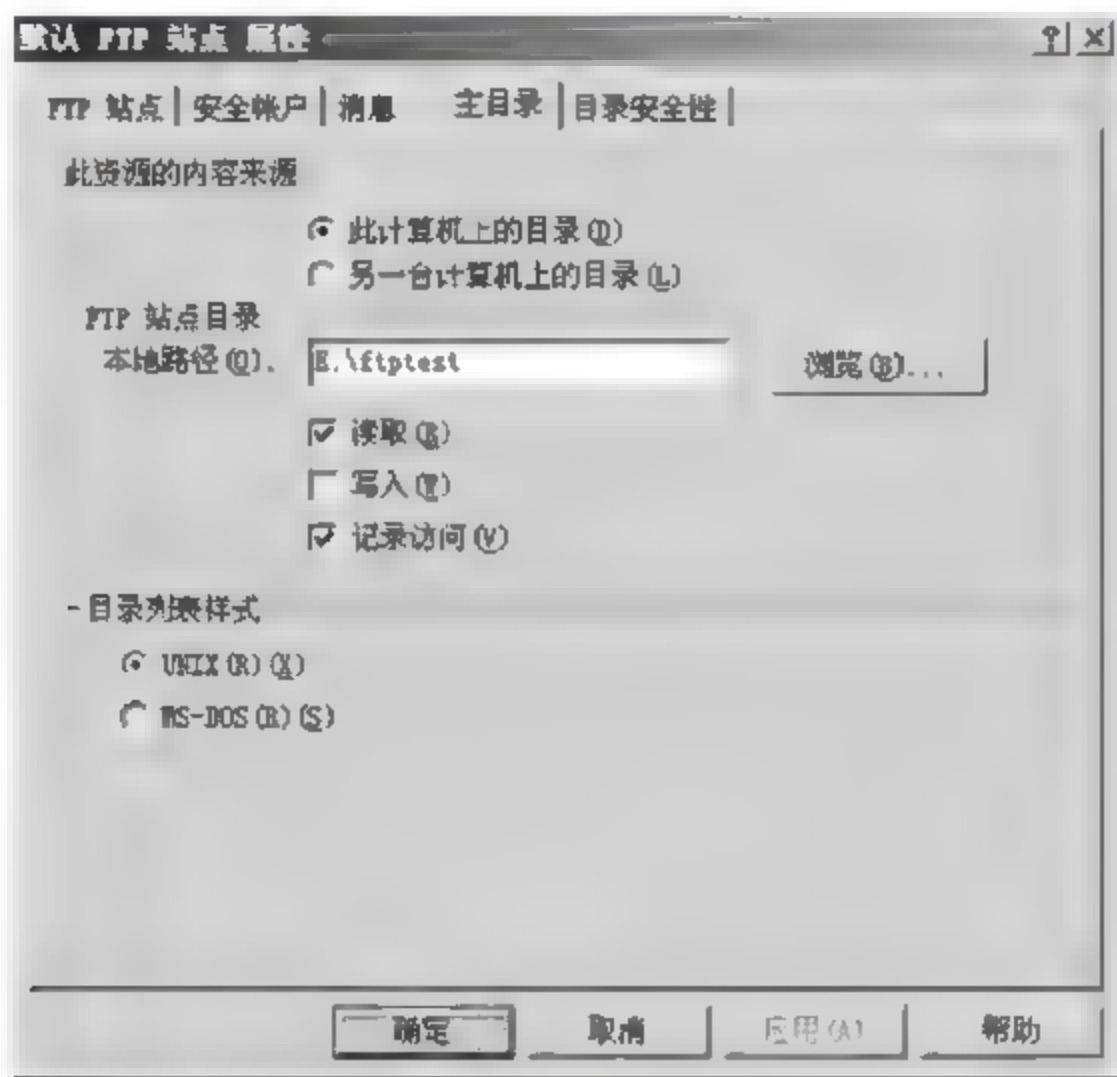 默认 FTP 站点 属性
FTP 站点 安全帐户 消息 主目录 目录安全性
此资源的内容来源
此计算机上的目录(D)
另一台计算机上的目录(L)
FTP 站点目录
本地路径(O):
E:\ftptest
浏览(B)...
读取(R)
写入(W)
记录访问(V)
目录列表样式
UNIX(R)(X)
MS-DOS(R)(S)
确定 取消 应用(A) 帮助